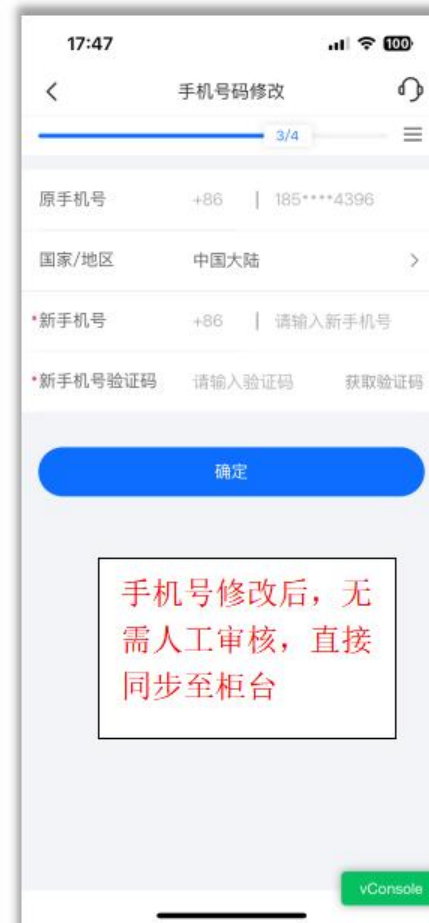 17:47
100
手机号码修改
3/4
原手机号 +86 | 185****4396
国家/地区 中国大陆
*新手机号 +86 | 请输入新手机号
*新手机号验证码 请输入验证码 获取验证码
确定
手机号修改后，无
需人工审核，直接
同步至柜台
vConsole